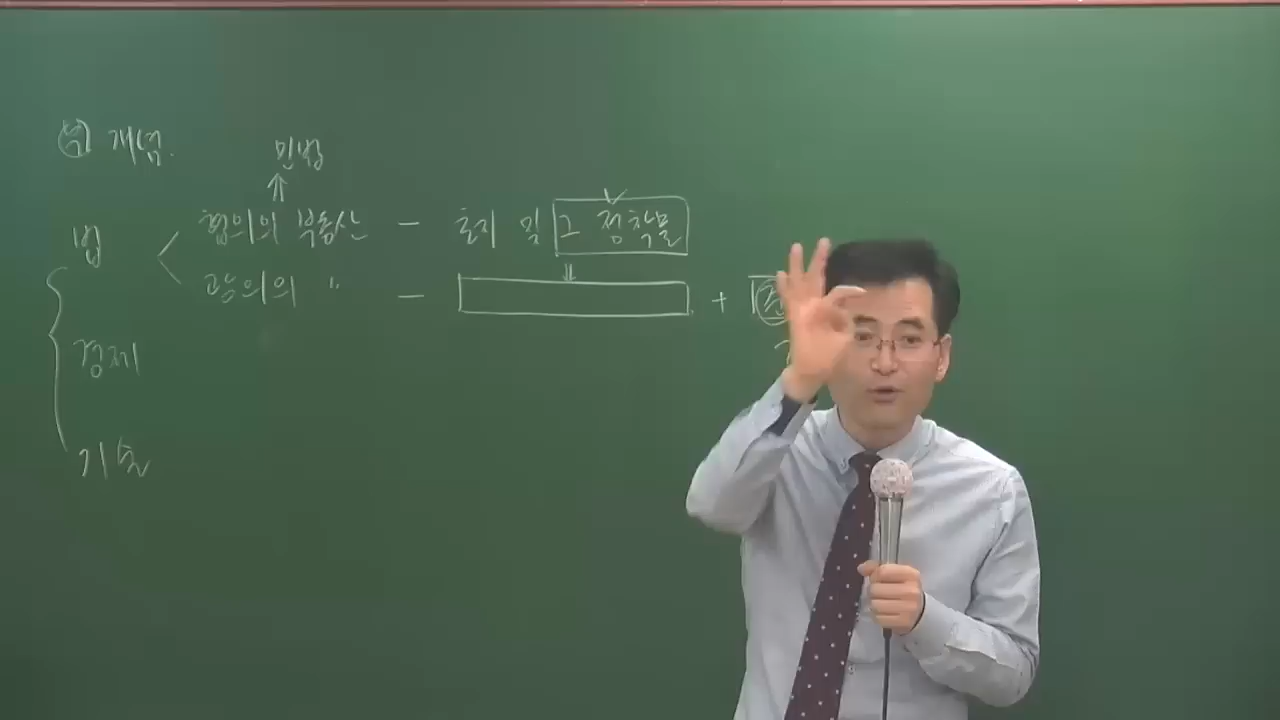 개념.
민법
법 < 협의의 부동산 - 토지 및 그 정착물
광의의 〃 - +
경제
기술